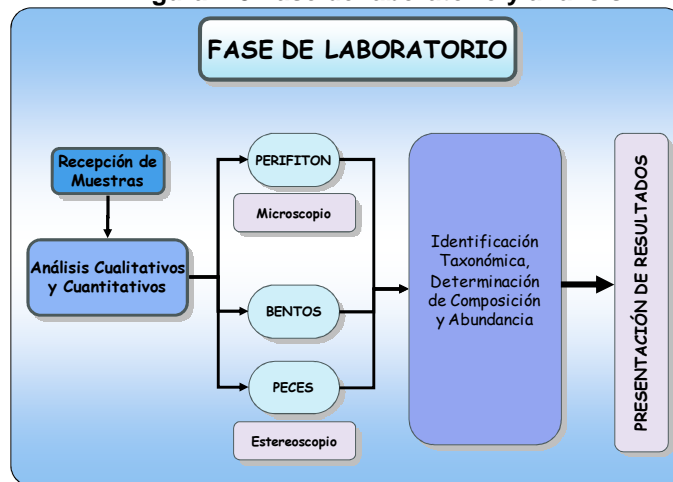 FASE DE LABORATORIO
Recepción de
Muestras
Análisis Cualitativos
y Cuantitativos
PERIFITON
Microscopio
BENTOS
PECES
Estereoscopio
Identificación
Taxonómica,
Determinación
de Composición
y Abundancia
PRESENTACIÓN DE RESULTADOS